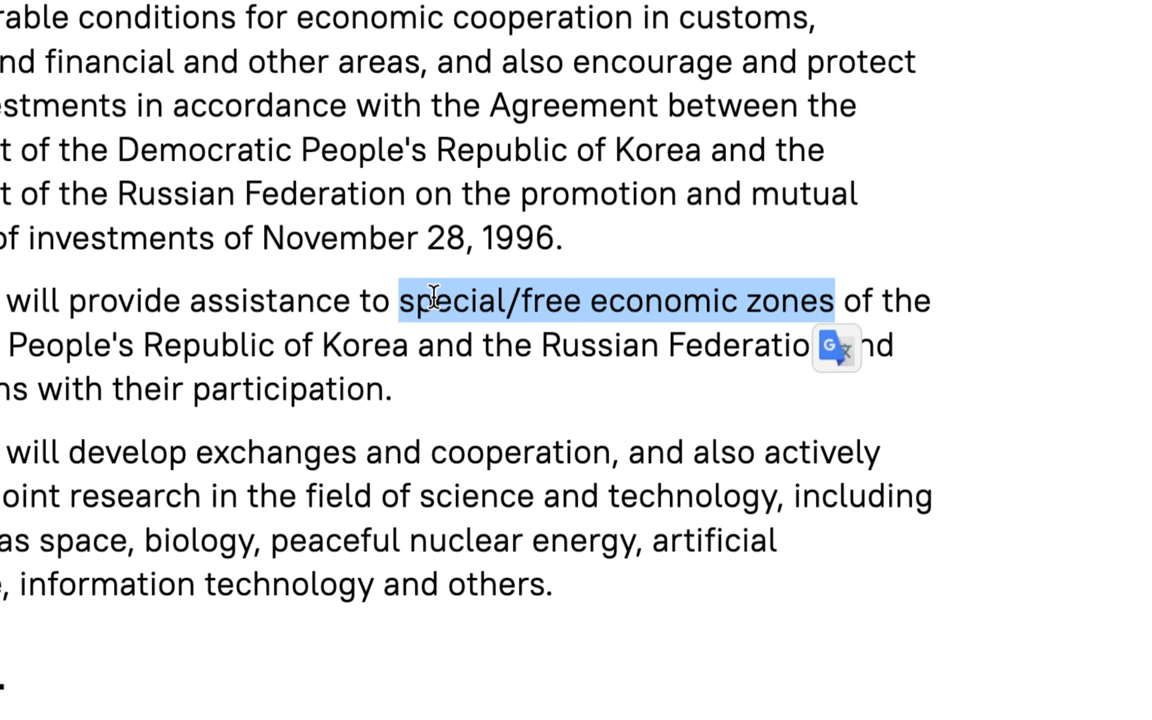 rable conditions for economic cooperation in customs,
nd financial and other areas, and also encourage and protect
estments in accordance with the Agreement between the
t of the Democratic People's Republic of Korea and the
t of the Russian Federation on the promotion and mutual
of investments of November 28, 1996.
will provide assistance to special/free economic zones of the
People's Republic of Korea and the Russian Federatio nd
ns with their participation.
will develop exchanges and cooperation, and also actively
oint research in the field of science and technology, including
as space, biology, peaceful nuclear energy, artificial
, information technology and others.